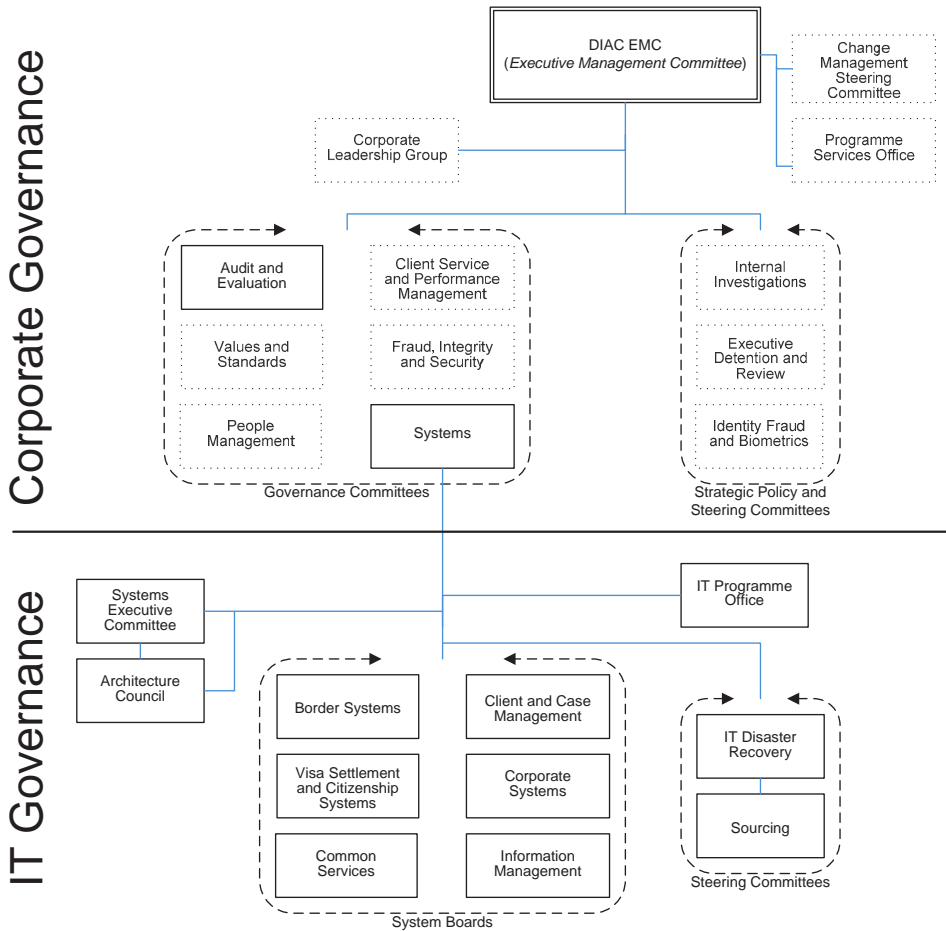 Corporate Governance
DIAC EMC
(Executive Management Committee)
Change
Management
Steering
Committee
Programme
Services Office
Corporate
Leadership Group
Audit and
Evaluation
Client Service
and Performance
Management
Values and
Standards
Fraud, Integrity
and Security
People
Management
Systems
Governance Committees
Internal
Investigations
Executive
Detention and
Review
Identity Fraud
and Biometrics
Strategic Policy and
Steering Committees
IT Governance
Systems
Executive
Committee
Architecture
Council
IT Programme
Office
Border Systems
Client and Case
Management
Visa Settlement
and Citizenship
Systems
Corporate
Systems
Common
Services
Information
Management
System Boards
IT Disaster
Recovery
Sourcing
Steering Committees